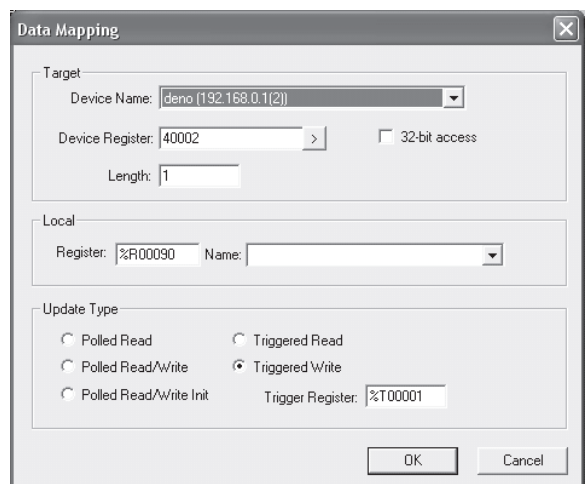 Data Mapping
Target
Device Name: deno (192.168.0.1(2))
Device Register: 40002 > 32-bit access
Length: 1
Local
Register: %R00090 Name:
Update Type
Polled Read Triggered Read
Polled Read/Write Triggered Write
Polled Read/Write Init Trigger Register: %T00001
OK Cancel